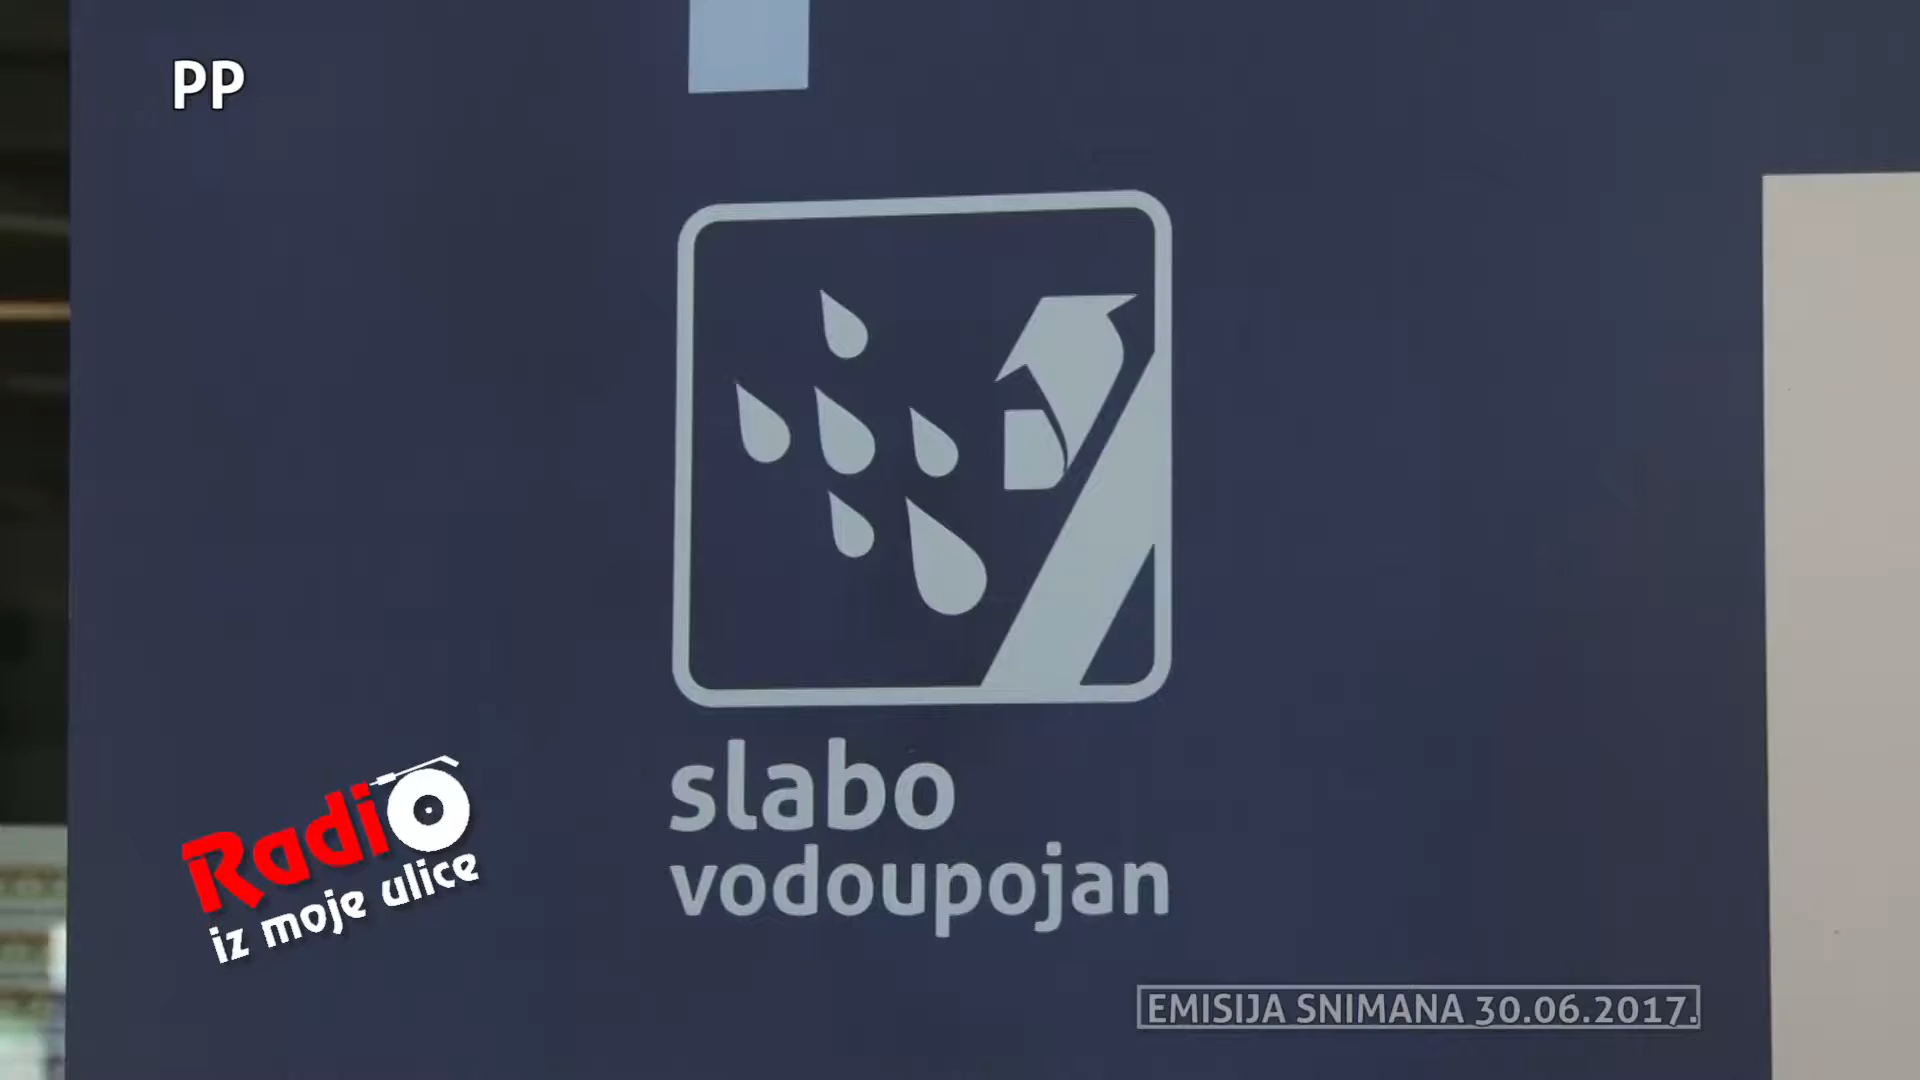 PP
slabo
vodoupojan
Radio
iz moje ulice
EMISIJA SNIMANA 30.06.2017.